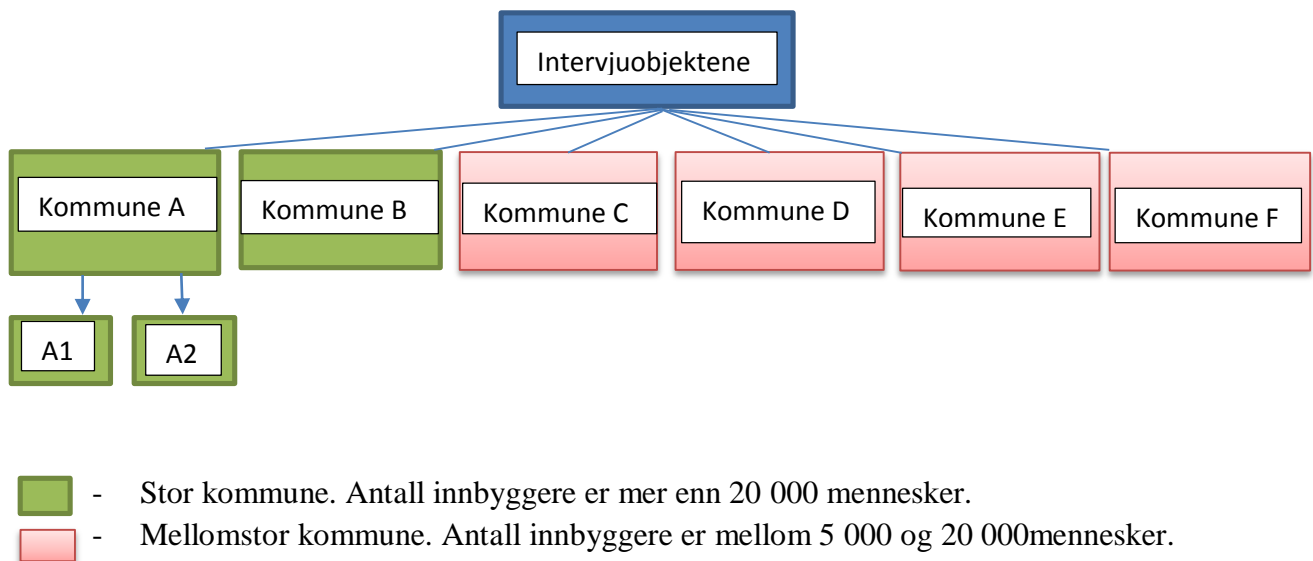 Intervjuobjektene
Kommune A
Kommune B
Kommune C
Kommune D
Kommune E
Kommune F
A1
A2
- Stor kommune. Antall innbyggere er mer enn 20 000 mennesker.
- Mellomstor kommune. Antall innbyggere er mellom 5 000 og 20 000mennesker.